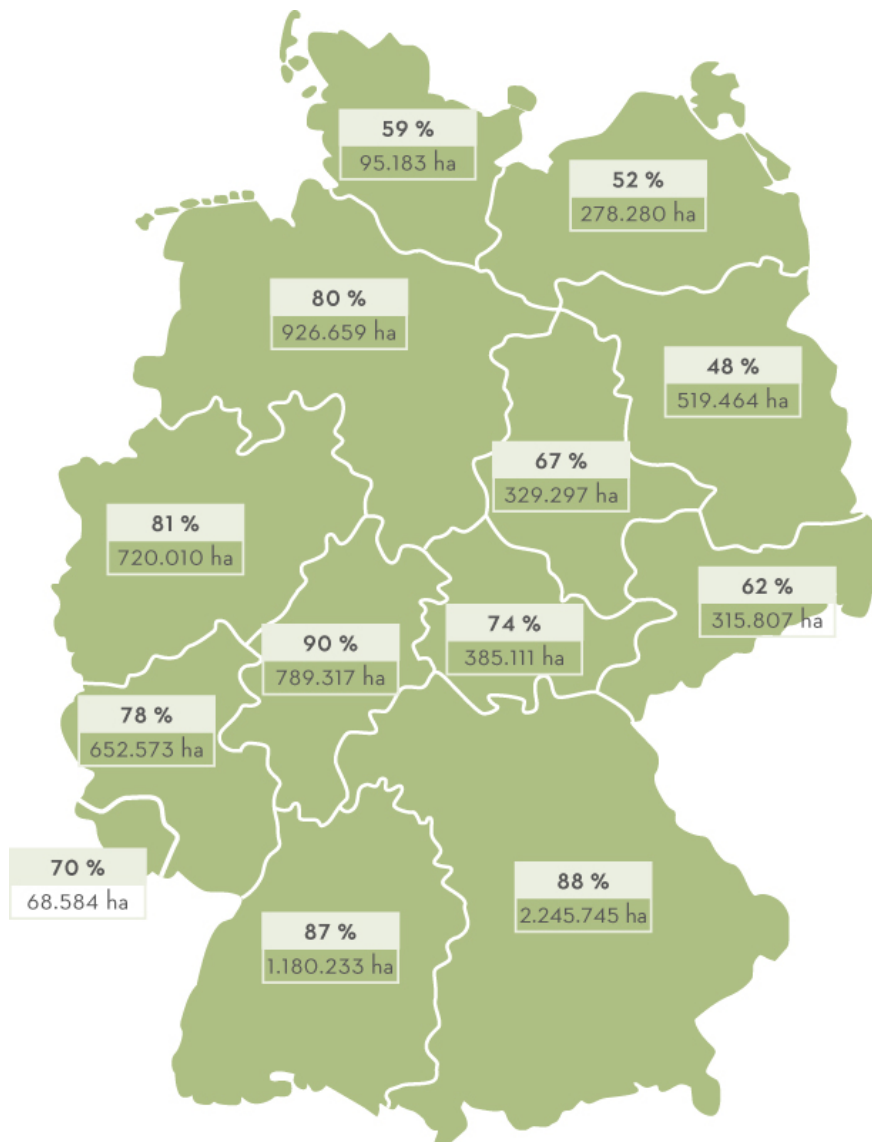 59 %
95.183 ha
52 %
278.280 ha
80 %
926.659 ha
48 %
519.464 ha
67 %
329.297 ha
81 %
720.010 ha
62 %
315.807 ha
74 %
385.111 ha
90 %
789.317 ha
78 %
652.573 ha
70 %
68.584 ha
88 %
2.245.745 ha
87 %
1.180.233 ha